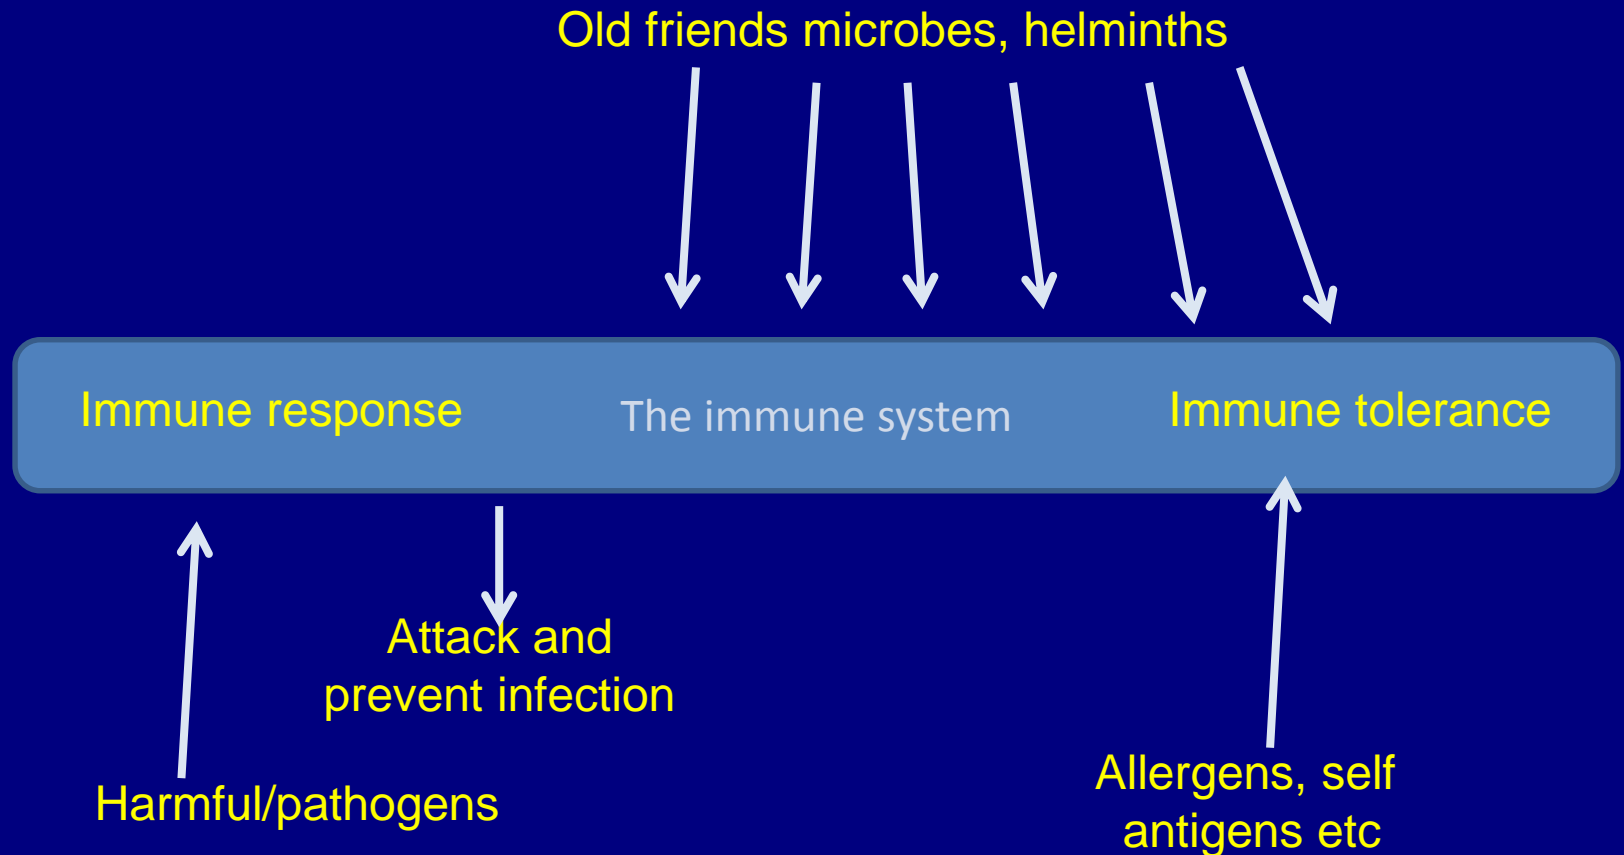 Old friends microbes, helminths
Immune response
The immune system
Immune tolerance
Attack and
prevent infection
Harmful/pathogens
Allergens, self
antigens etc